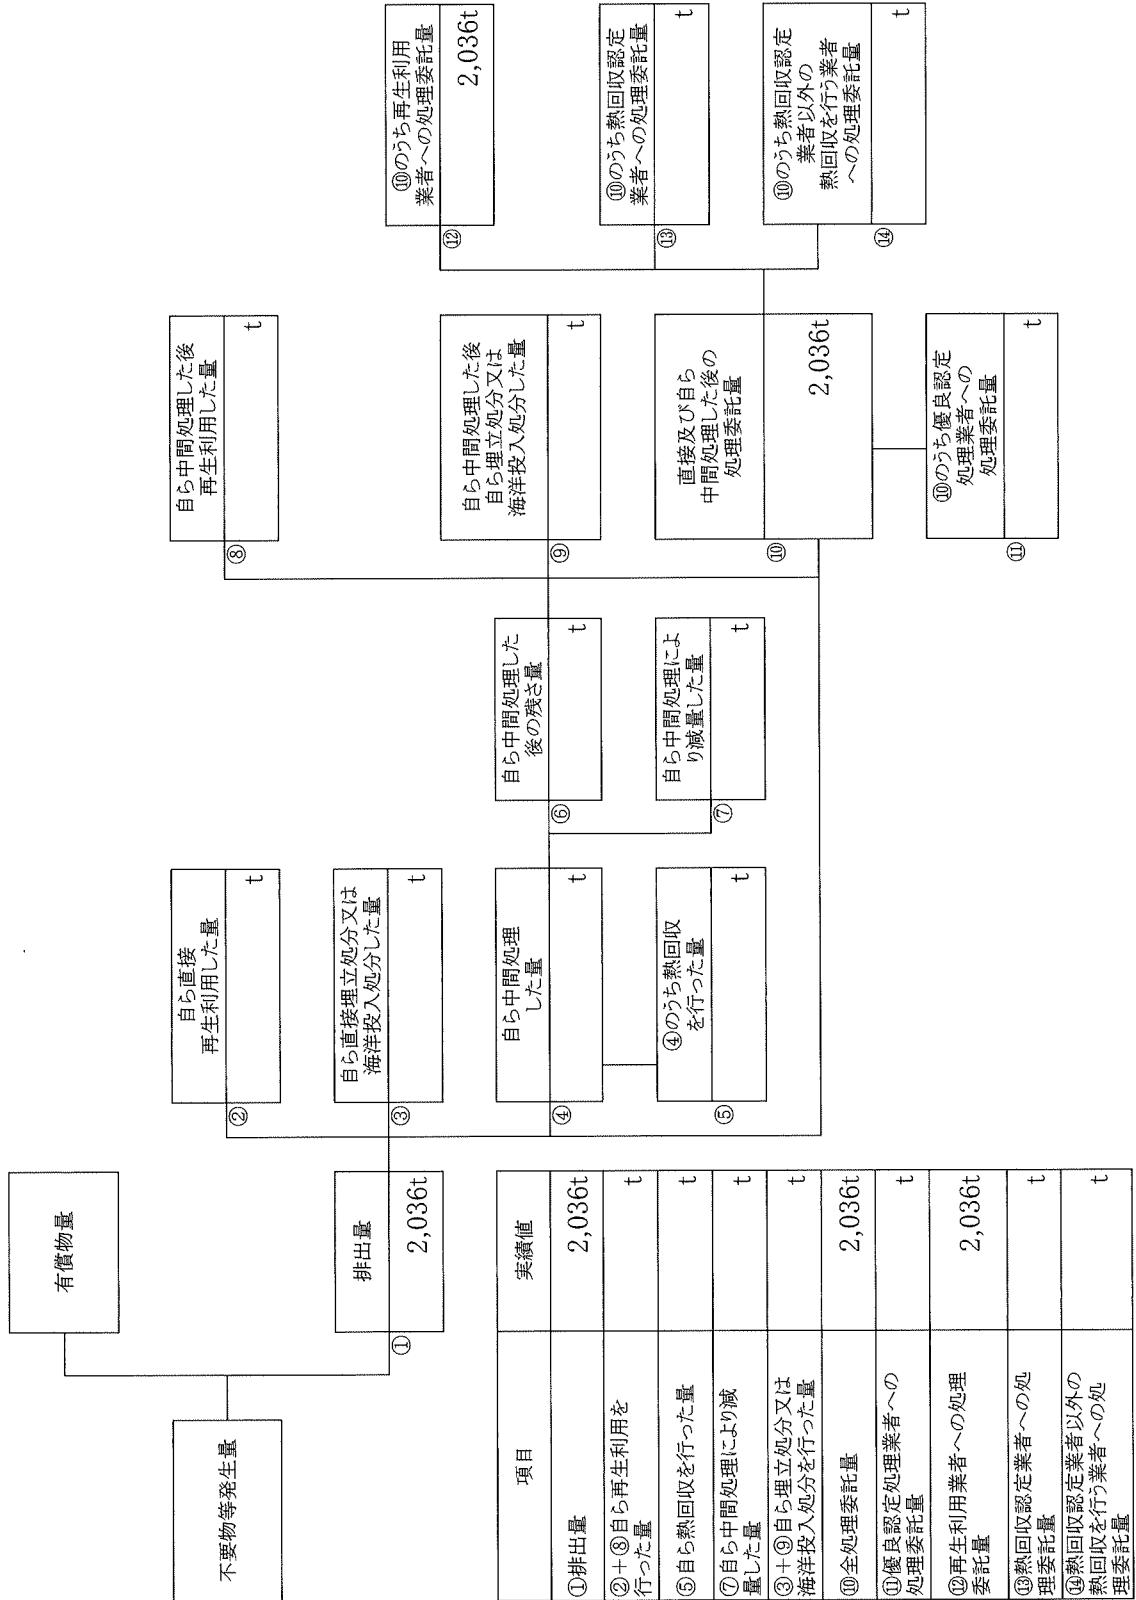 不要物等発生量
有償物量
①
排出量
2,036t
②
自ら直接
再生利用した量
t
③
自ら直接埋立処分又は
海洋投入処分した量
t
④
自ら中間処理
した量
t
⑤
④のうち熱回収
を行った量
t
⑥
自ら中間処理した
後の残さ量
t
⑦
自ら中間処理によ
り減量した量
t
⑧
自ら中間処理した後
再生利用した量
t
⑨
自ら中間処理した後
自ら埋立処分又は
海洋投入処分した量
t
⑩
直接及び自ら
中間処理した後の
処理委託量
2,036t
⑪
⑩のうち優良認定
処理業者への
処理委託量
t
⑫
⑩のうち再生利用
業者への処理委託量
2,036t
⑬
⑩のうち熱回収認定
業者への処理委託量
t
⑭
⑩のうち熱回収認定
業者以外の
熱回収を行う業者
への処理委託量
t
項目 実績値
①排出量 2,036t
②+⑧自ら再生利用を
行った量 t
⑤自ら熱回収を行った量 t
⑦自ら中間処理により減
量した量 t
③+⑨自ら埋立処分又は
海洋投入処分を行った量 t
⑩全処理委託量 2,036t
⑪優良認定処理業者への
処理委託量 t
⑫再生利用業者への処理
委託量 2,036t
⑬熱回収認定業者への処
理委託量 t
⑭熱回収認定業者以外の
熱回収を行う業者への処
理委託量 t